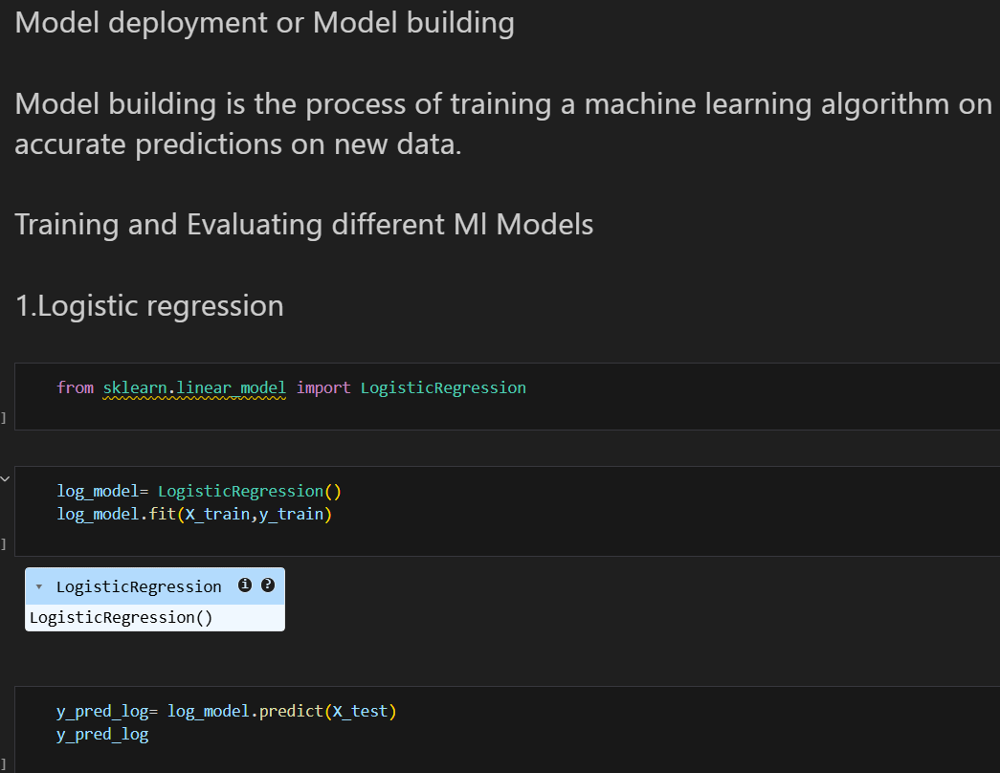 Model deployment or Model building
Model building is the process of training a machine learning algorithm on
accurate predictions on new data.
Training and Evaluating different Ml Models
1.Logistic regression
from sklearn.linear_model import LogisticRegression
]
log_model= LogisticRegression()
log_model.fit(X_train,y_train)
]
LogisticRegression i ?
LogisticRegression()
y_pred_log= log_model.predict(X_test)
y_pred_log
]